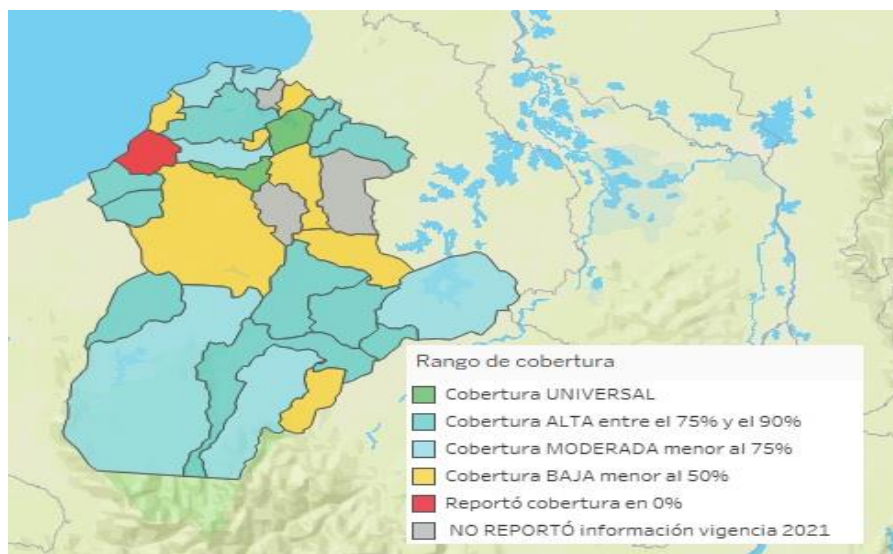 Rango de cobertura
Cobertura UNIVERSAL
Cobertura ALTA entre el 75% y el 90%
Cobertura MODERADA menor al 75%
Cobertura BAJA menor al 50%
Reportó cobertura en 0%
NO REPORTÓ información vigencia 2021